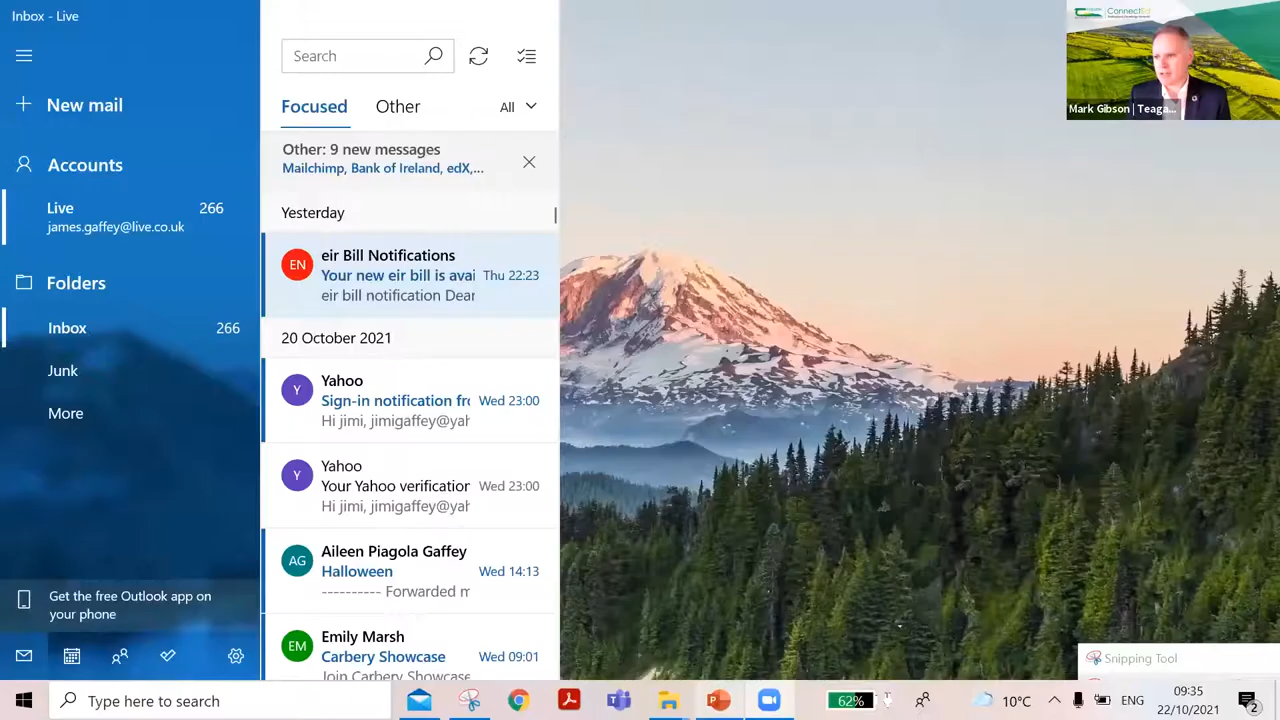 Inbox - Live
New mail
Accounts
Live 266
james.gaffey@live.co.uk
Folders
Inbox 266
Junk
More
Get the free Outlook app on
your phone
Search
Focused Other All
Other: 9 new messages
Mailchimp, Bank of Ireland, edX,...
Yesterday
EN
eir Bill Notifications
Your new eir bill is avai Thu 22:23
eir bill notification Dear
20 October 2021
Y
Yahoo
Sign-in notification fro Wed 23:00
Hi jimi, jimigaffey@yah
Y
Yahoo
Your Yahoo verification Wed 23:00
Hi jimi, jimigaffey@yah
AG
Aileen Piagola Gaffey
Halloween Wed 14:13
---------- Forwarded m
EM
Emily Marsh
Carbery Showcase Wed 09:01
Join Carbery Showcase
ConnectEd
Mark Gibson | Teaga...
Snipping Tool
Type here to search
62%
10°C
ENG
09:35
22/10/2021
2